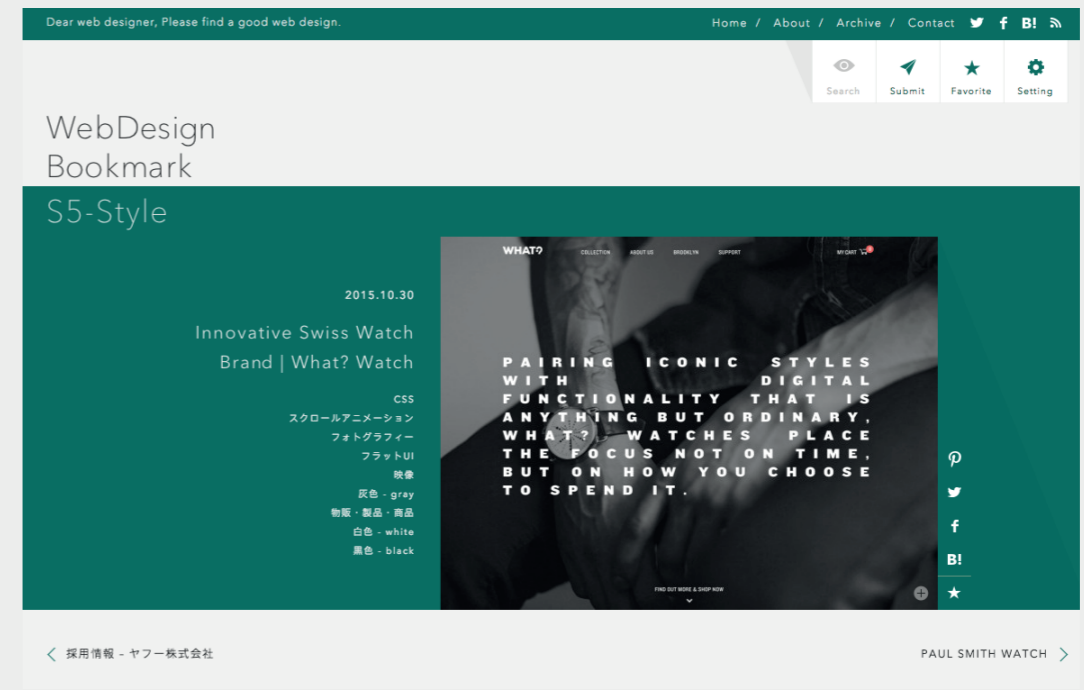 Dear web designer, Please find a good web design.
Home / About / Archive / Contact B!
Search Submit Favorite Setting
WebDesign
Bookmark
S5-Style
2015.10.30
Innovative Swiss Watch
Brand | What? Watch
CSS
スクロールアニメーション
フォトグラフィー
フラットUI
映像
灰色 - gray
物販・製品・商品
白色 - white
黒色 - black
WHAT?
COLLECTION ABOUT US BROOKLYN SUPPORT MY CART
PAIRING ICONIC STYLES
WITH DIGITAL
FUNCTIONALITY THAT IS
ANYTHING BUT ORDINARY,
WHAT? WATCHES PLACE
THE FOCUS NOT ON TIME,
BUT ON HOW YOU CHOOSE
TO SPEND IT.
FIND OUT MORE & SHOP NOW
B!
採用情報 - ヤフー株式会社
PAUL SMITH WATCH